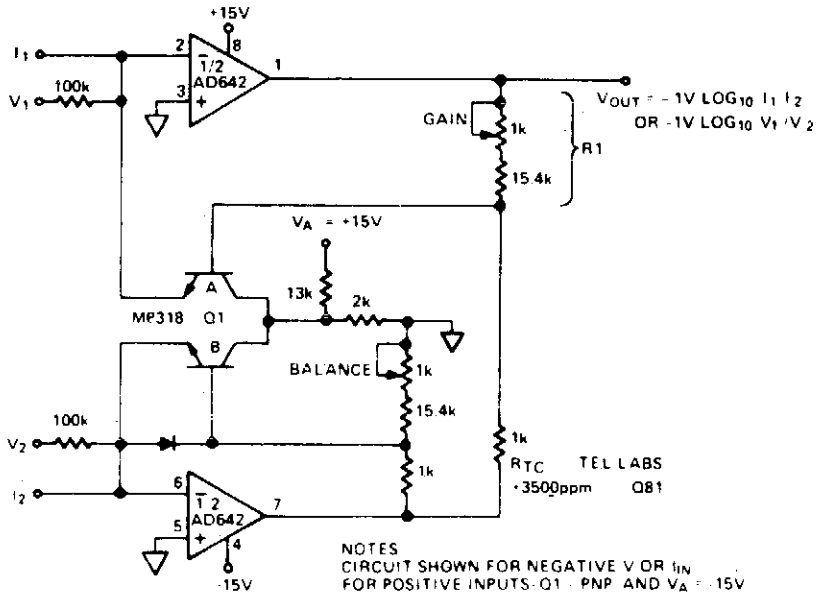 +15V
I1
2
8
1/2
AD642
1
3
V1
100k
VOUT = -1V LOG10 I1 I2
OR -1V LOG10 V1/V2
GAIN
1k
R1
15.4k
VA = +15V
13k
2k
A
MP318 Q1
B
BALANCE
1k
15.4k
100k
V2
1k
1k
RTC TEL LABS
+3500ppm Q81
I2
6
1 2
AD642
7
5
4
-15V
NOTES
CIRCUIT SHOWN FOR NEGATIVE V OR IIN
FOR POSITIVE INPUTS-Q1 - PNP AND VA = -15V